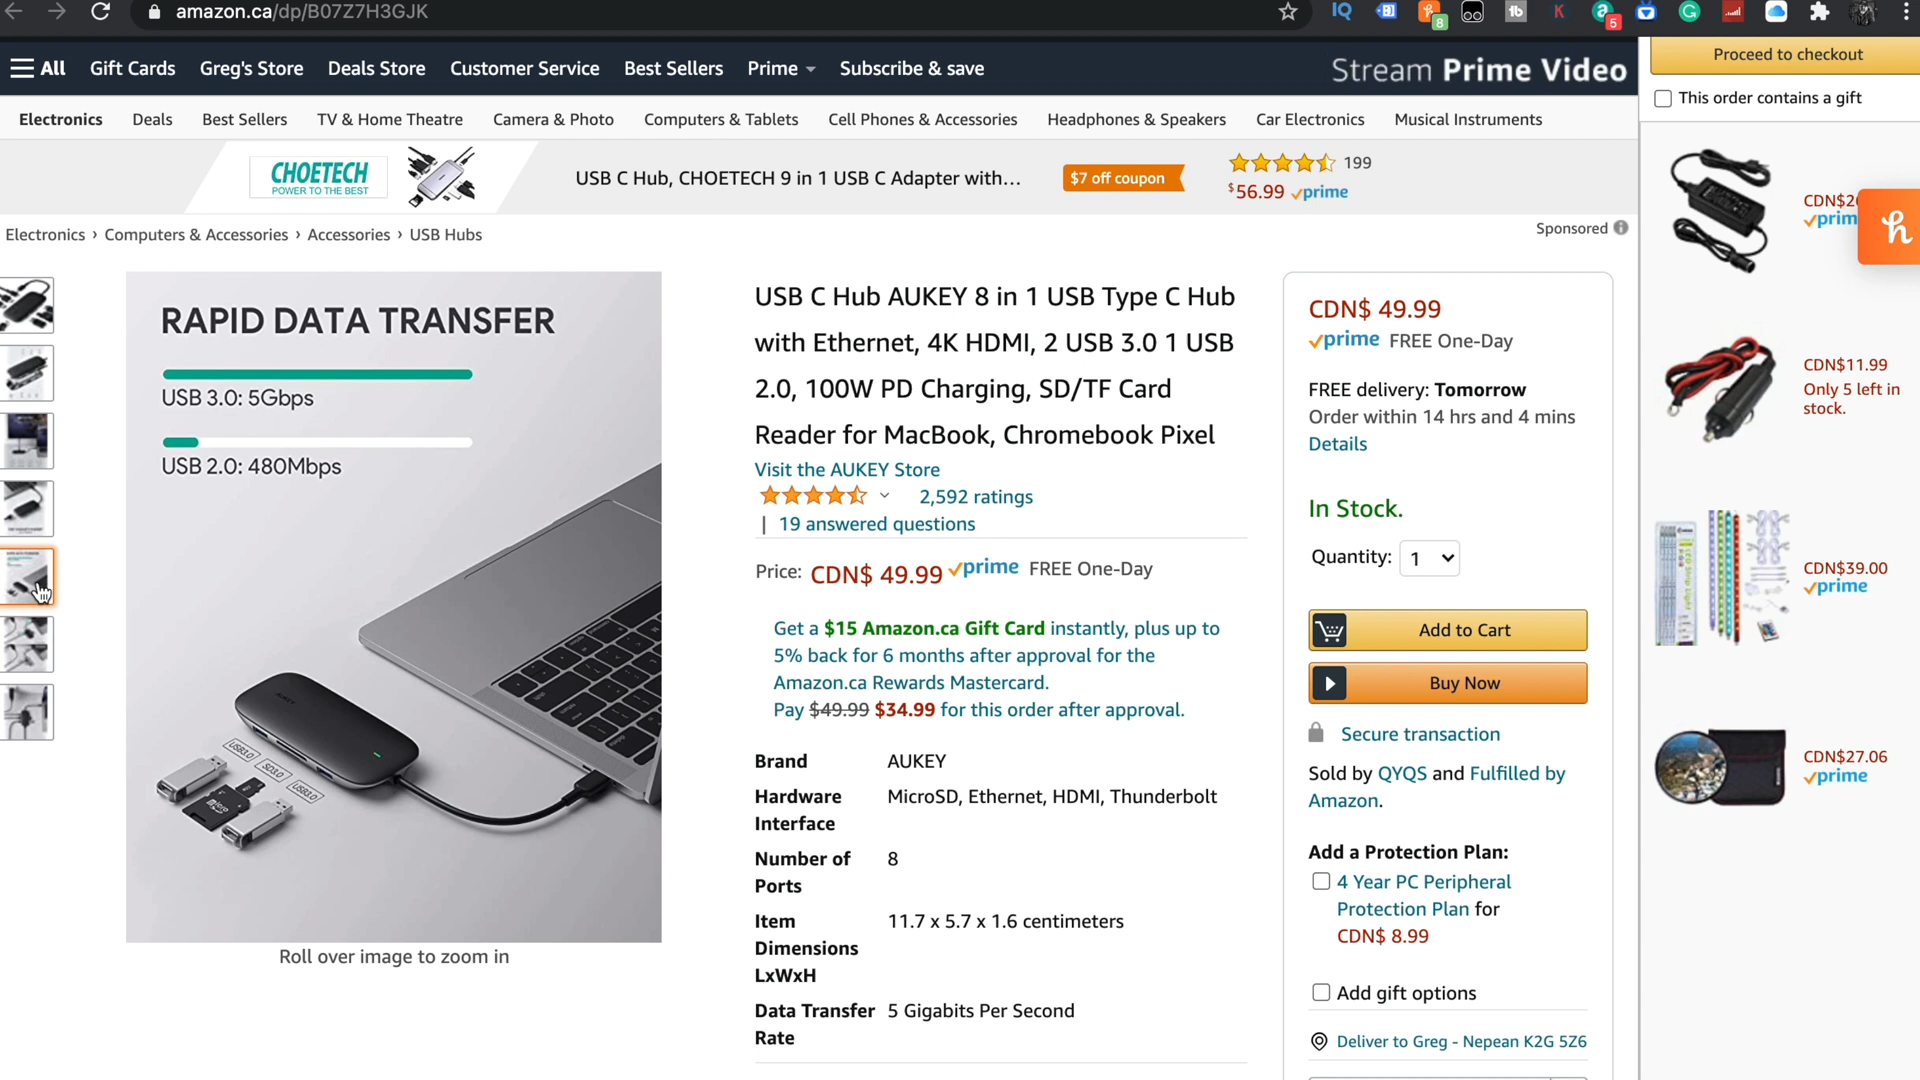 amazon.ca/dp/B07Z7H3GJK
8
5
All
Gift Cards
Greg's Store
Deals Store
Customer Service
Best Sellers
Prime
Subscribe & save
Stream Prime Video
Proceed to checkout
This order contains a gift
Electronics
Deals
Best Sellers
TV & Home Theatre
Camera & Photo
Computers & Tablets
Cell Phones & Accessories
Headphones & Speakers
Car Electronics
Musical Instruments
CHOETECH
POWER TO THE BEST
USB C Hub, CHOETECH 9 in 1 USB C Adapter with...
$7 off coupon
199
$56.99 prime
Electronics › Computers & Accessories › Accessories › USB Hubs
Sponsored
RAPID DATA TRANSFER
USB 3.0: 5Gbps
USB 2.0: 480Mbps
AUKEY
USB3.0
SD3.0
USB3.0
micro
Roll over image to zoom in
USB C Hub AUKEY 8 in 1 USB Type C Hub
with Ethernet, 4K HDMI, 2 USB 3.0 1 USB
2.0, 100W PD Charging, SD/TF Card
Reader for MacBook, Chromebook Pixel
Visit the AUKEY Store
2,592 ratings
| 19 answered questions
Price: CDN$ 49.99 prime FREE One-Day
Get a $15 Amazon.ca Gift Card instantly, plus up to
5% back for 6 months after approval for the
Amazon.ca Rewards Mastercard.
Pay $49.99 $34.99 for this order after approval.
Brand AUKEY
Hardware MicroSD, Ethernet, HDMI, Thunderbolt
Interface
Number of 8
Ports
Item 11.7 x 5.7 x 1.6 centimeters
Dimensions
LxWxH
Data Transfer 5 Gigabits Per Second
Rate
CDN$ 49.99
prime FREE One-Day
FREE delivery: Tomorrow
Order within 14 hrs and 4 mins
Details
In Stock.
Quantity: 1
Add to Cart
Buy Now
Secure transaction
Sold by QYQS and Fulfilled by
Amazon.
Add a Protection Plan:
4 Year PC Peripheral
Protection Plan for
CDN$ 8.99
Add gift options
Deliver to Greg - Nepean K2G 5Z6
prim
CDN$11.99
Only 5 left in
stock.
CDN$39.00
prime
CDN$27.06
prime